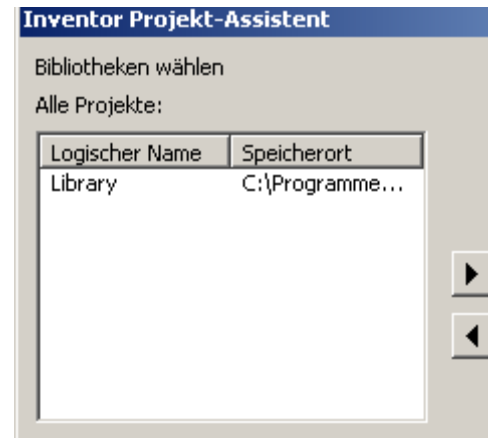 Inventor Projekt-Assistent
Bibliotheken wählen
Alle Projekte:
Logischer Name Speicherort
Library C:\Programme...